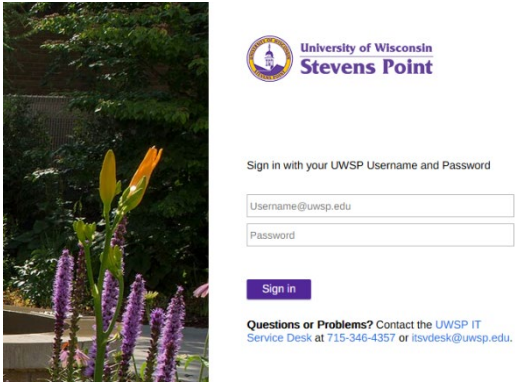 University of Wisconsin
Stevens Point
Sign in with your UWSP Username and Password
Username@uwsp.edu
Password
Sign in
Questions or Problems? Contact the UWSP IT
Service Desk at 715-346-4357 or itsvdesk@uwsp.edu.